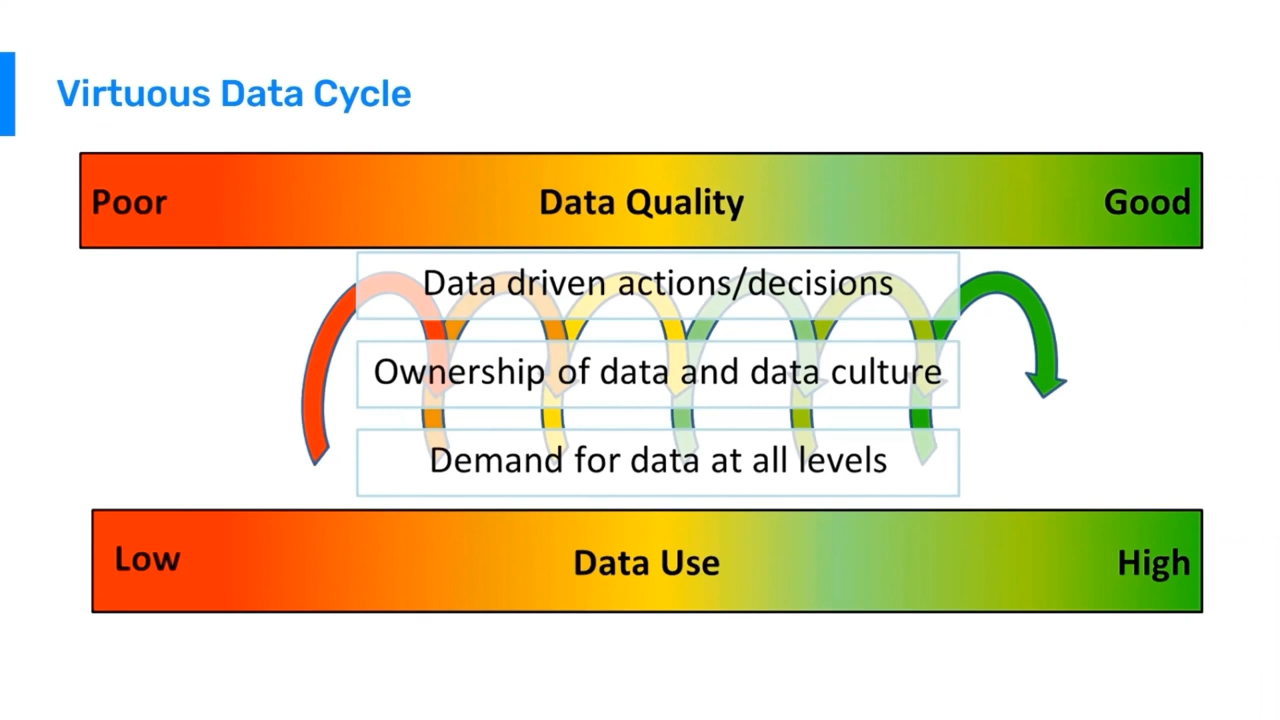 Virtuous Data Cycle
Poor Data Quality Good
Data driven actions/decisions
Ownership of data and data culture
Demand for data at all levels
Low Data Use High